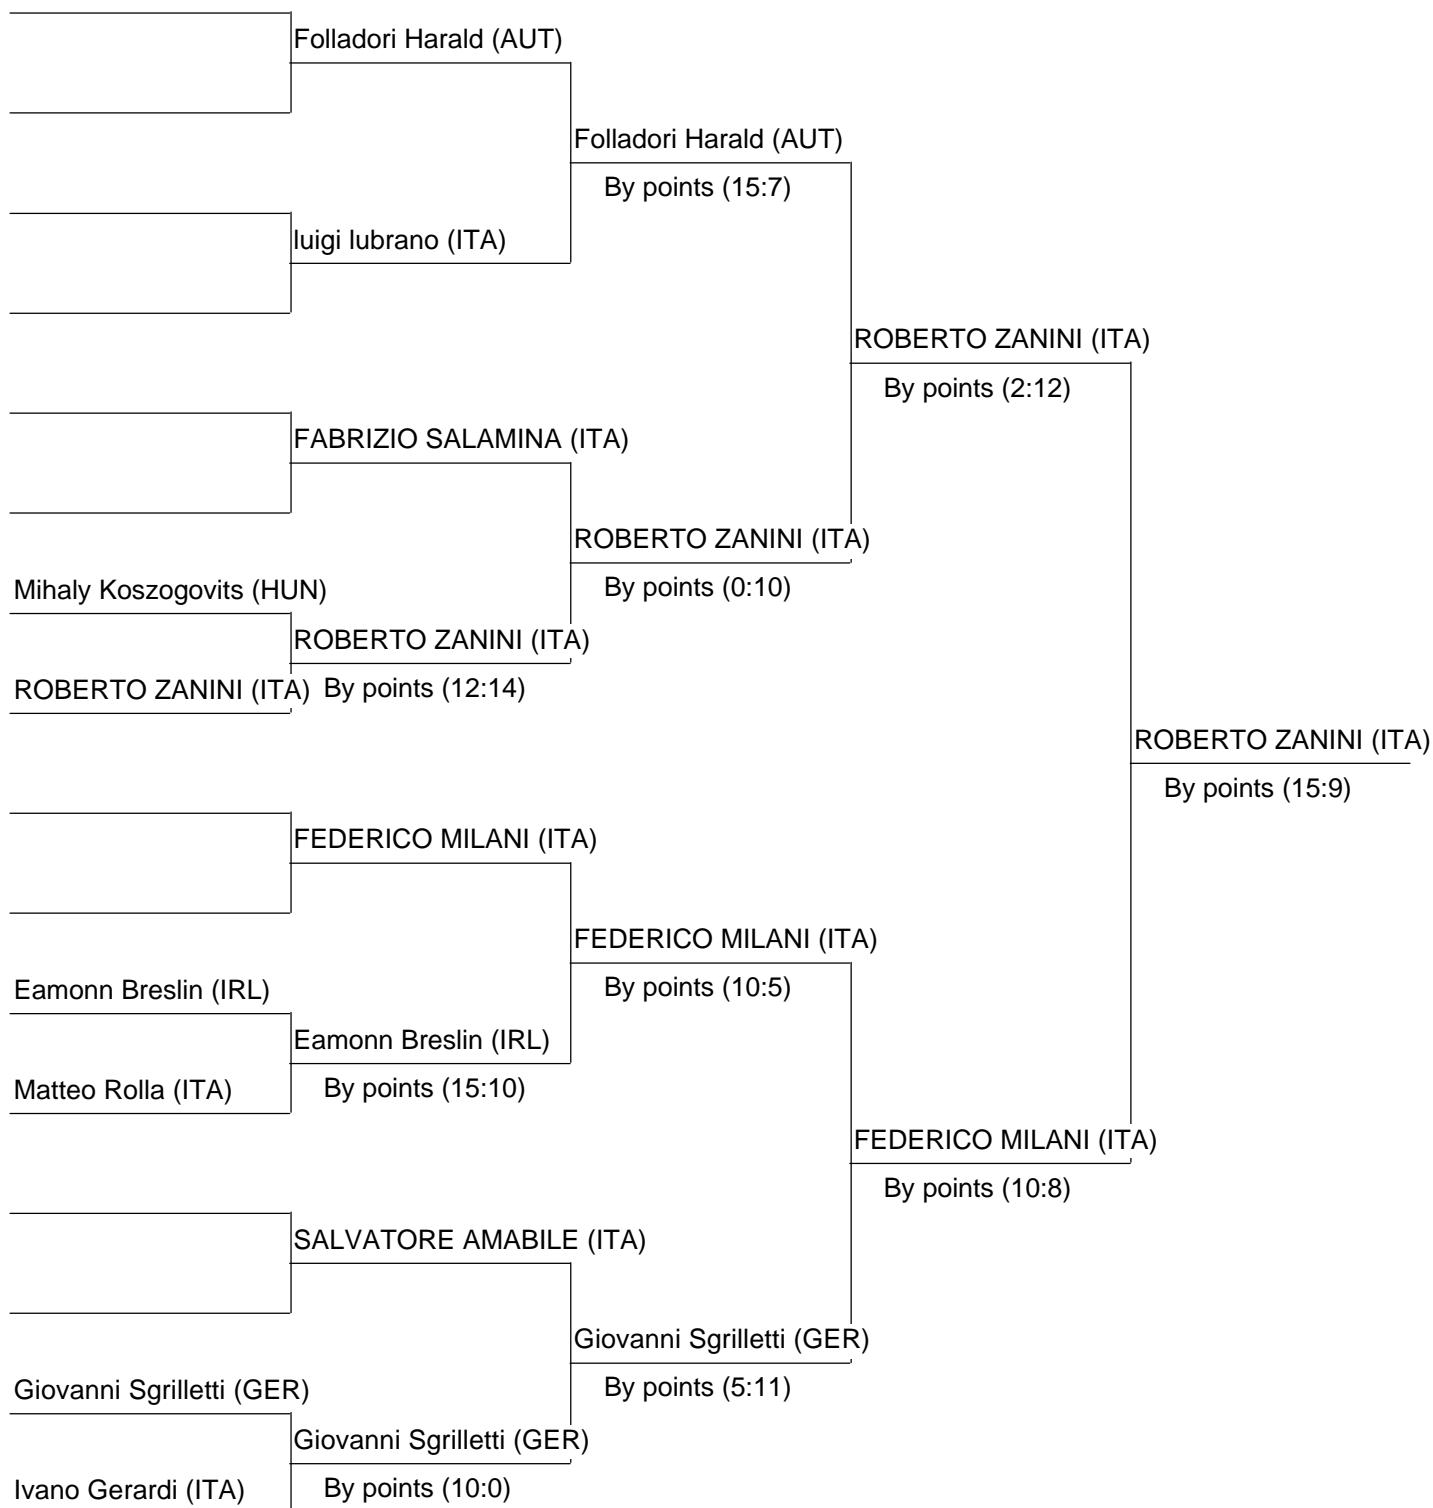 Folladori Harald (AUT)
Folladori Harald (AUT)
By points (15:7)
luigi lubrano (ITA)
ROBERTO ZANINI (ITA)
By points (2:12)
FABRIZIO SALAMINA (ITA)
ROBERTO ZANINI (ITA)
By points (0:10)
Mihaly Koszogovits (HUN)
ROBERTO ZANINI (ITA)
ROBERTO ZANINI (ITA) By points (12:14)
ROBERTO ZANINI (ITA)
By points (15:9)
FEDERICO MILANI (ITA)
FEDERICO MILANI (ITA)
By points (10:5)
Eamonn Breslin (IRL)
Eamonn Breslin (IRL)
Matteo Rolla (ITA) By points (15:10)
FEDERICO MILANI (ITA)
By points (10:8)
SALVATORE AMABILE (ITA)
Giovanni Sgrilletti (GER)
By points (5:11)
Giovanni Sgrilletti (GER)
Giovanni Sgrilletti (GER)
Ivano Gerardi (ITA) By points (10:0)